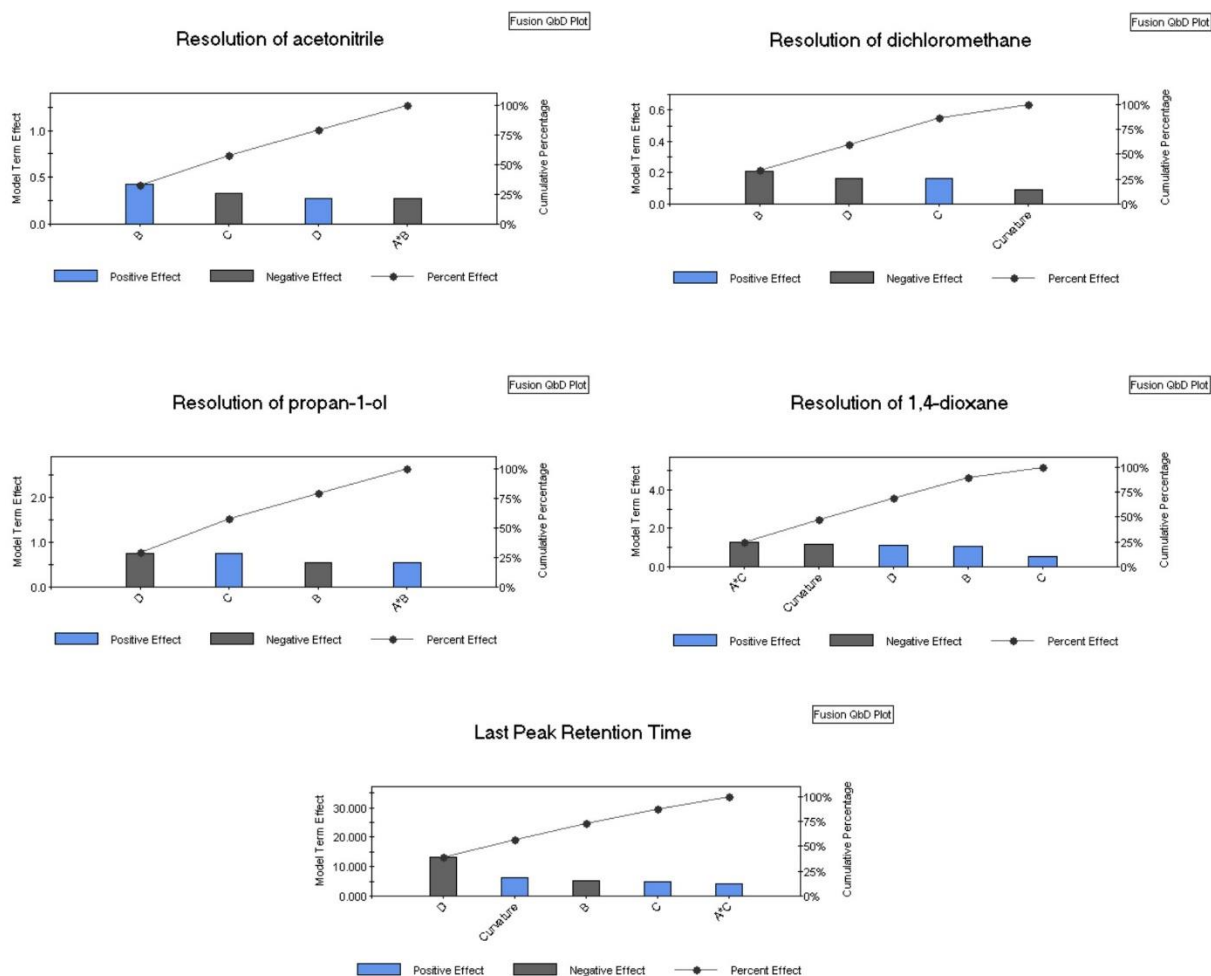 Fusion QbD Plot
Resolution of acetonitrile
Model Term Effect
1.0
0.5
0.0
100%
75%
50%
25%
0%
Cumulative Percentage
B C D A*B
Positive Effect Negative Effect Percent Effect
Fusion QbD Plot
Resolution of dichloromethane
Model Term Effect
0.6
0.4
0.2
0.0
100%
75%
50%
25%
0%
Cumulative Percentage
B D C Curvature
Positive Effect Negative Effect Percent Effect
Fusion QbD Plot
Resolution of propan-1-ol
Model Term Effect
2.0
1.0
0.0
100%
75%
50%
25%
0%
Cumulative Percentage
D C B A*B
Positive Effect Negative Effect Percent Effect
Fusion QbD Plot
Resolution of 1,4-dioxane
Model Term Effect
4.0
2.0
0.0
100%
75%
50%
25%
0%
Cumulative Percentage
A*C Curvature D B C
Positive Effect Negative Effect Percent Effect
Fusion QbD Plot
Last Peak Retention Time
Model Term Effect
30.000
20.000
10.000
0.000
100%
75%
50%
25%
0%
Cumulative Percentage
D Curvature B C A*C
Positive Effect Negative Effect Percent Effect